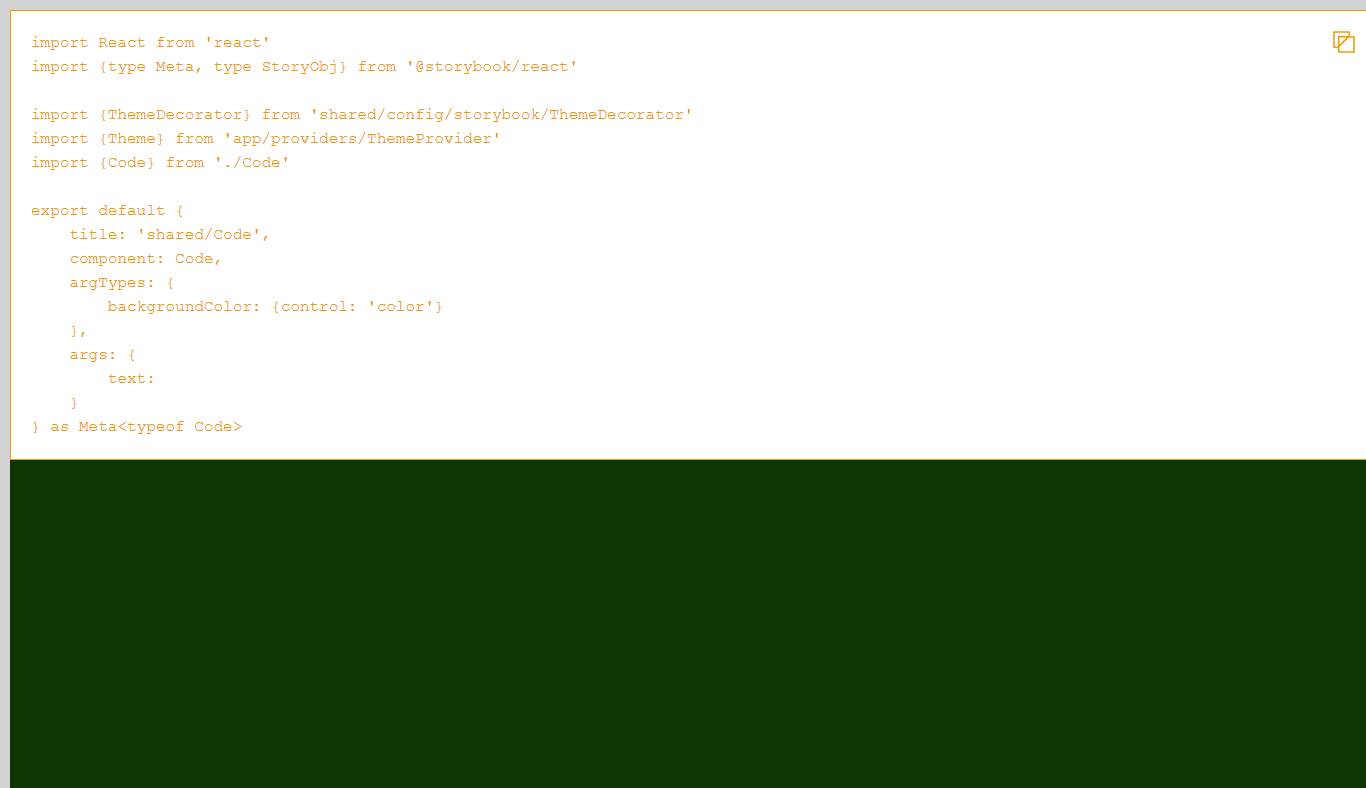 import React from 'react'
import {type Meta, type StoryObj} from '@storybook/react'

import {ThemeDecorator} from 'shared/config/storybook/ThemeDecorator'
import {Theme} from 'app/providers/ThemeProvider'
import {Code} from './Code'

export default {
    title: 'shared/Code',
    component: Code,
    argTypes: {
        backgroundColor: {control: 'color'}
    },
    args: {
        text:
    }
} as Meta<typeof Code>